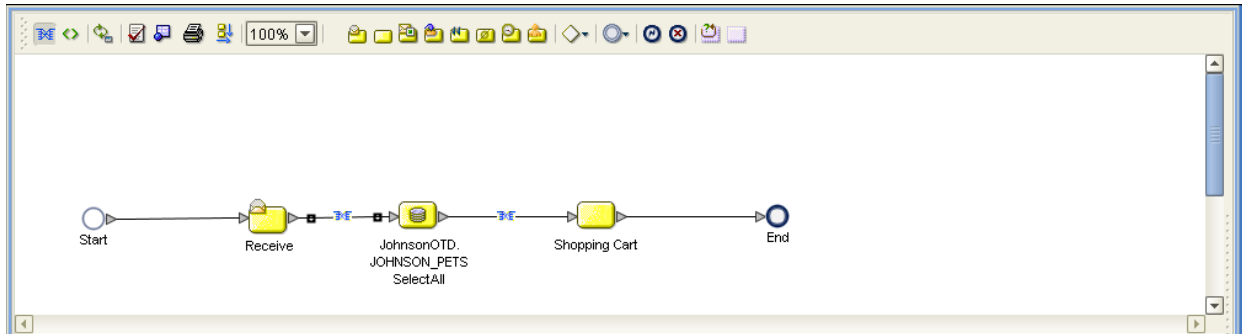 100%
Start
Receive
JohnsonOTD.
JOHNSON_PETS
SelectAll
Shopping Cart
End